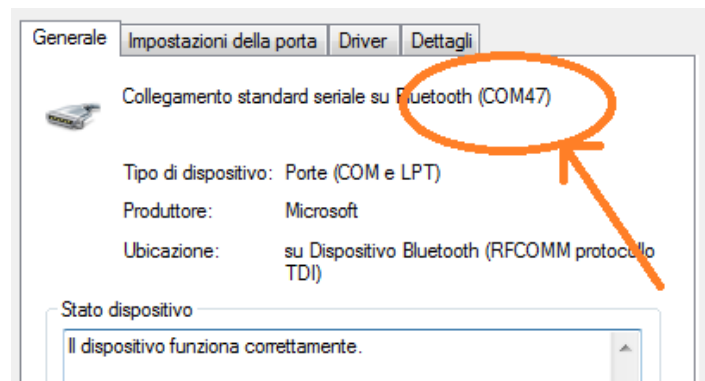 Generale Impostazioni della porta Driver Dettagli
Collegamento standard seriale su Bluetooth (COM47)
Tipo di dispositivo: Porte (COM e LPT)
Produttore: Microsoft
Ubicazione: su Dispositivo Bluetooth (RFCOMM protocollo
TDI)
Stato dispositivo
Il dispositivo funziona correttamente.